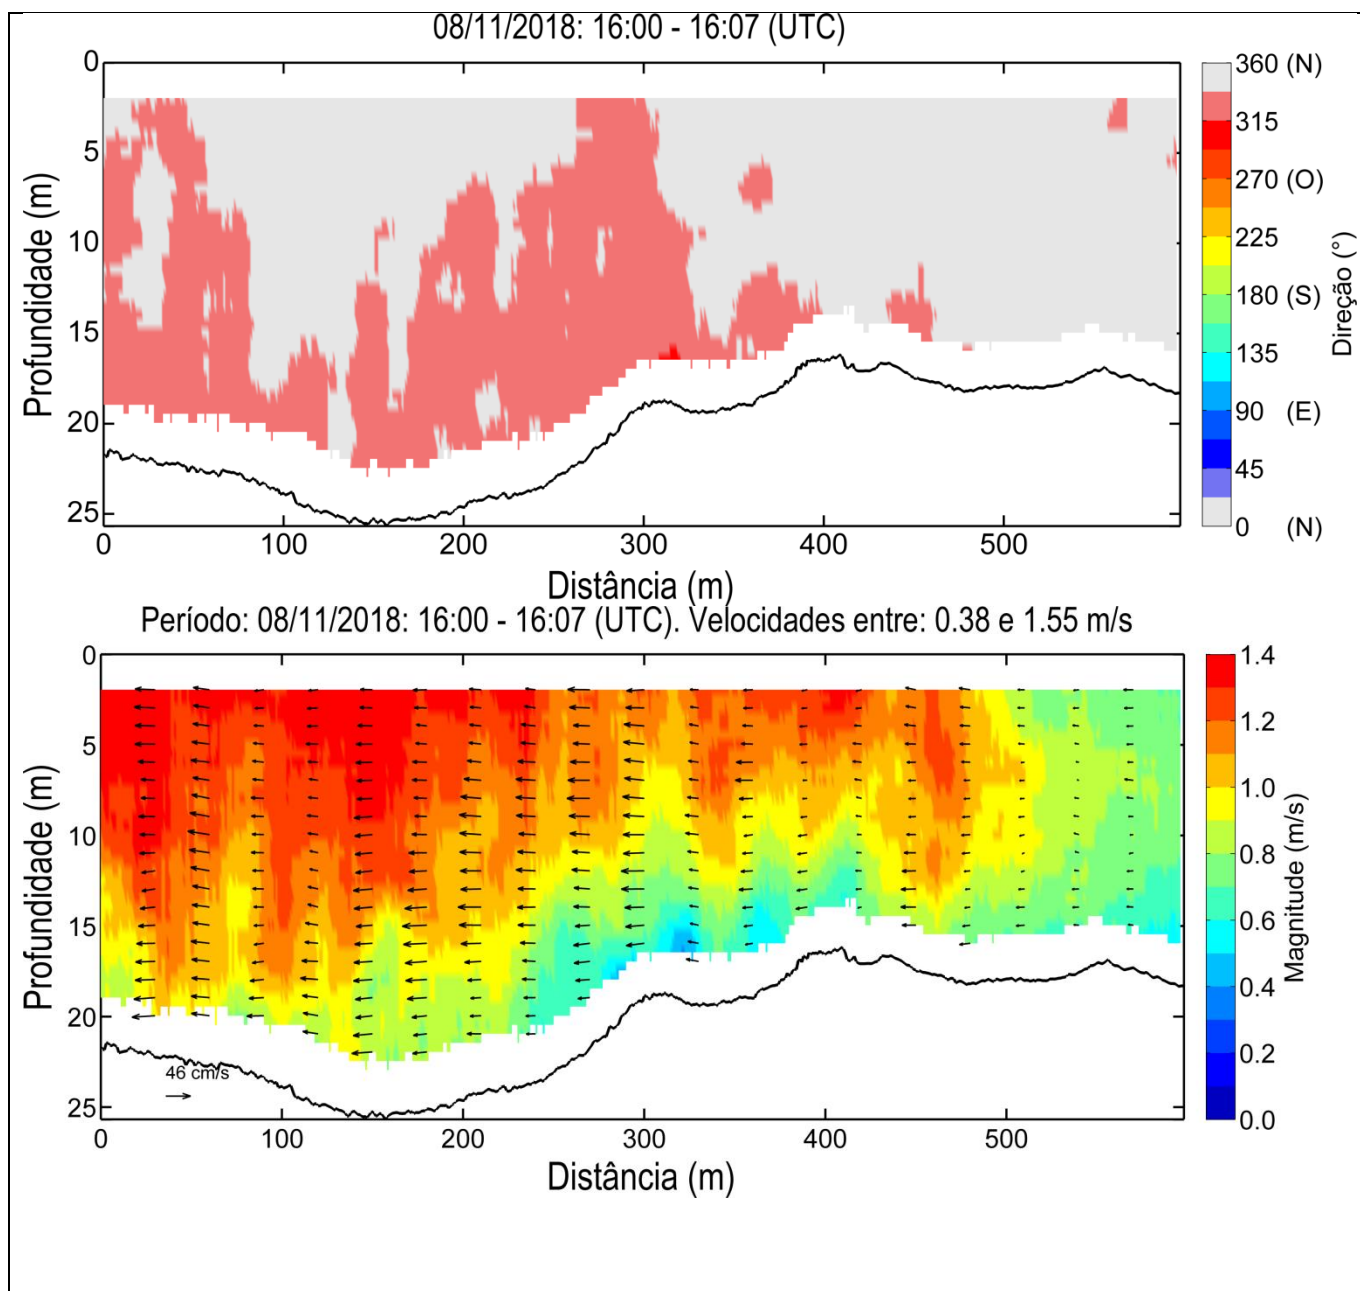 08/11/2018: 16:00 - 16:07 (UTC)
0
5
10
15
20
25
Profundidade (m)
0
100
200
300
400
500
Distância (m)
360 (N)
315
270 (O)
225
180 (S)
135
90 (E)
45
0 (N)
Direção (°)
Período: 08/11/2018: 16:00 - 16:07 (UTC). Velocidades entre: 0.38 e 1.55 m/s
0
5
10
15
20
25
Profundidade (m)
46 cm/s
0
100
200
300
400
500
Distância (m)
1.4
1.2
1.0
0.8
0.6
0.4
0.2
0.0
Magnitude (m/s)